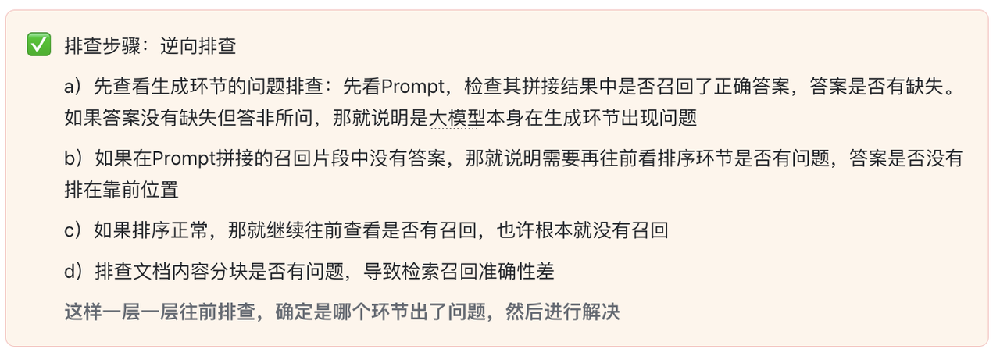 ✅ 排查步骤：逆向排查
a）先查看生成环节的问题排查：先看Prompt，检查其拼接结果中是否召回了正确答案，答案是否有缺失。
如果答案没有缺失但答非所问，那就说明是大模型本身在生成环节出现问题
b）如果在Prompt拼接的召回片段中没有答案，那就说明需要再往前看排序环节是否有问题，答案是否没有
排在靠前位置
c）如果排序正常，那就继续往前查看是否有召回，也许根本就没有召回
d）排查文档内容分块是否有问题，导致检索召回准确性差
这样一层一层往前排查，确定是哪个环节出了问题，然后进行解决